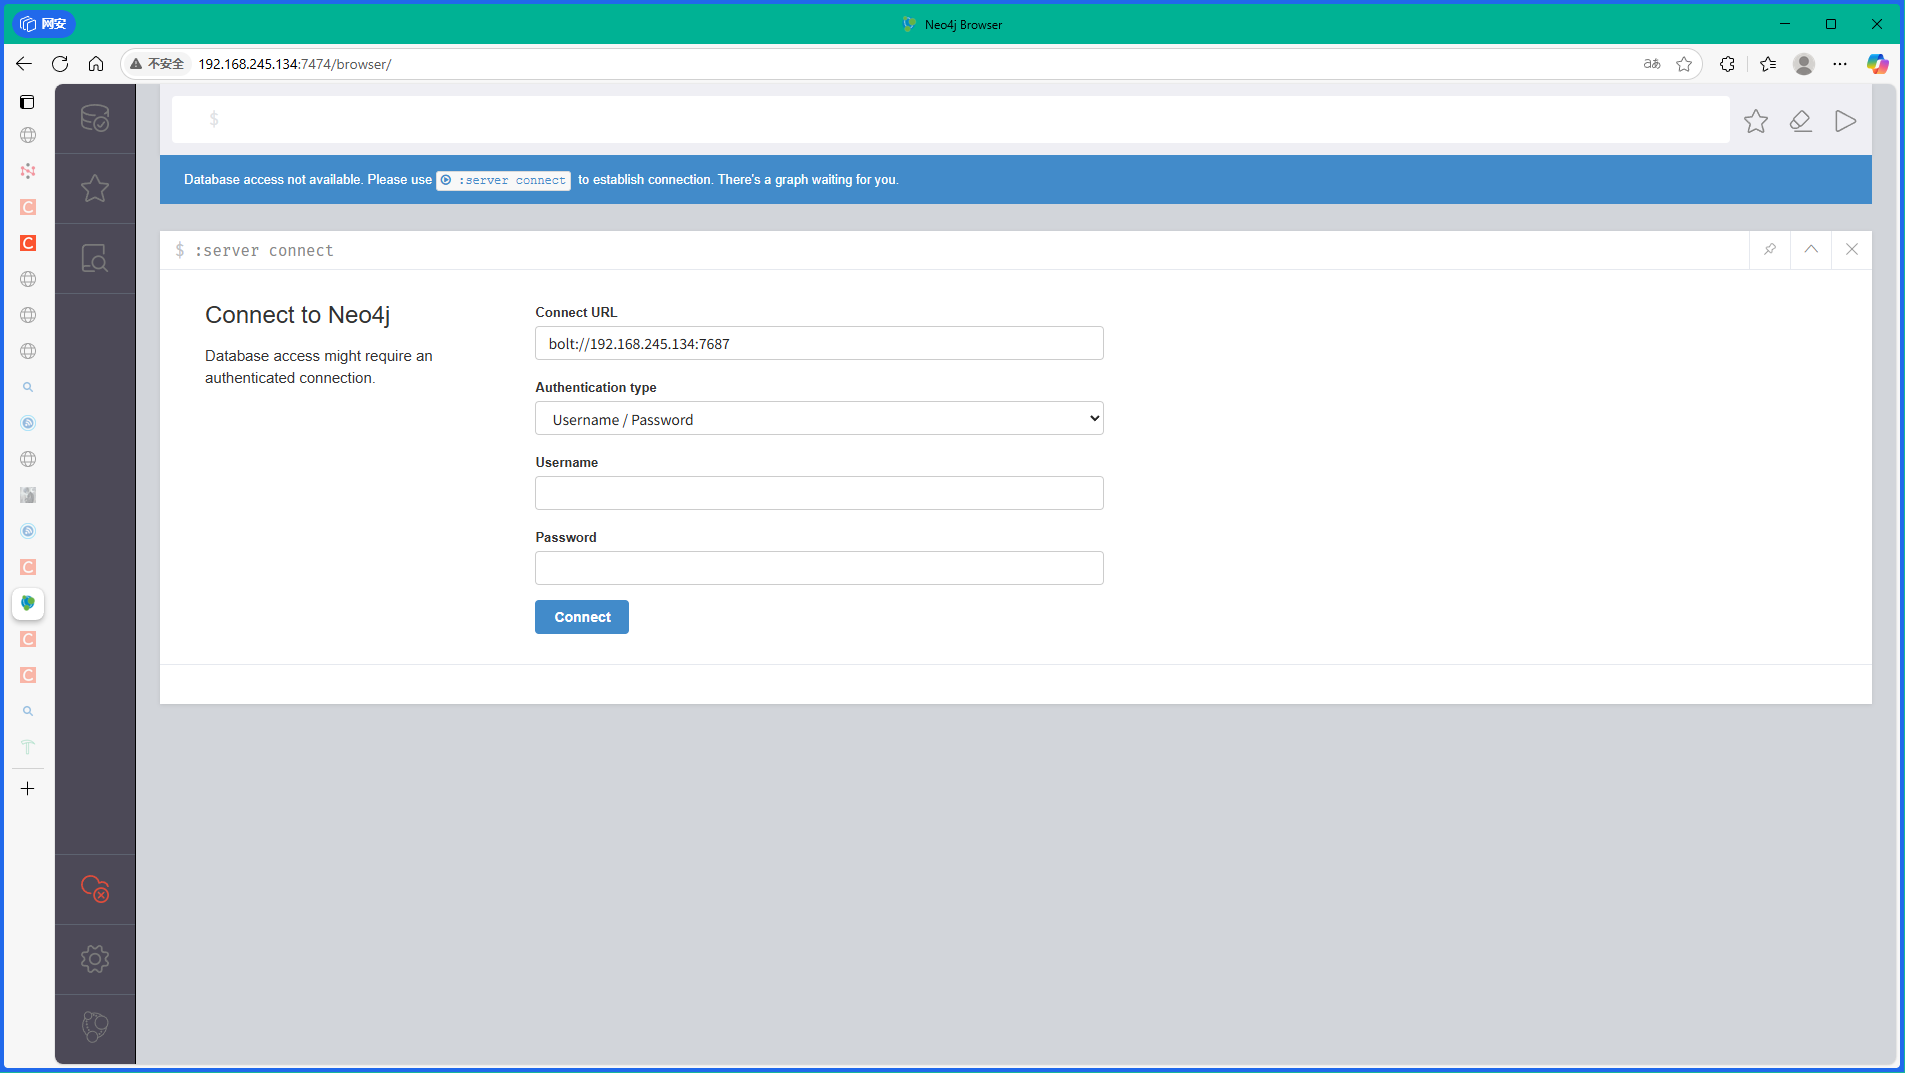 网安
Neo4j Browser
不安全
192.168.245.134:7474/browser/
aあ
$
Database access not available. Please use :server connect to establish connection. There's a graph waiting for you.
$ :server connect
Connect to Neo4j
Database access might require an
authenticated connection.
Connect URL
bolt://192.168.245.134:7687
Authentication type
Username / Password
Username
Password
Connect